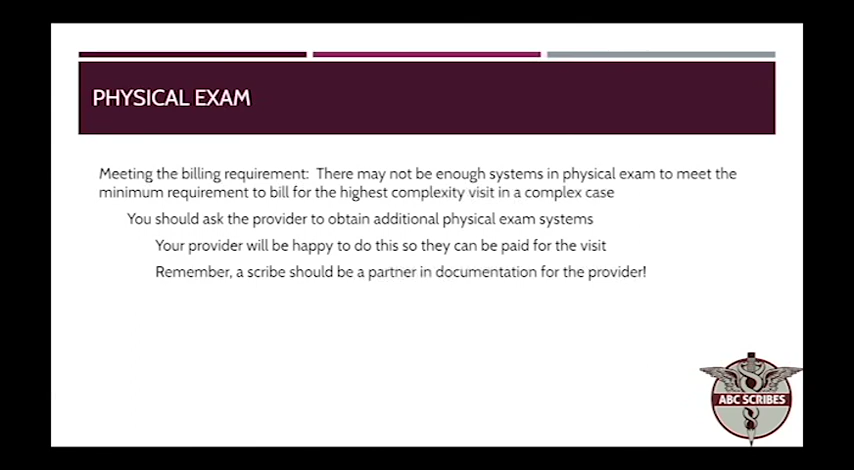 PHYSICAL EXAM
Meeting the billing requirement: There may not be enough systems in physical exam to meet the
minimum requirement to bill for the highest complexity visit in a complex case
You should ask the provider to obtain additional physical exam systems
Your provider will be happy to do this so they can be paid for the visit
Remember, a scribe should be a partner in documentation for the provider!
ABC SCRIBES